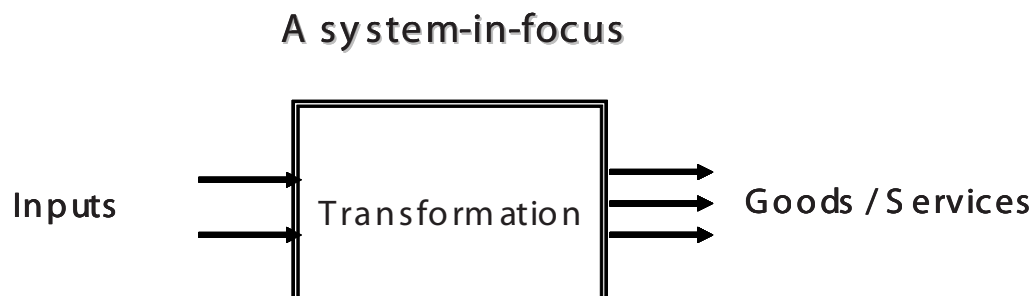 A system-in-focus
Inputs
Transformation
Goods / Services